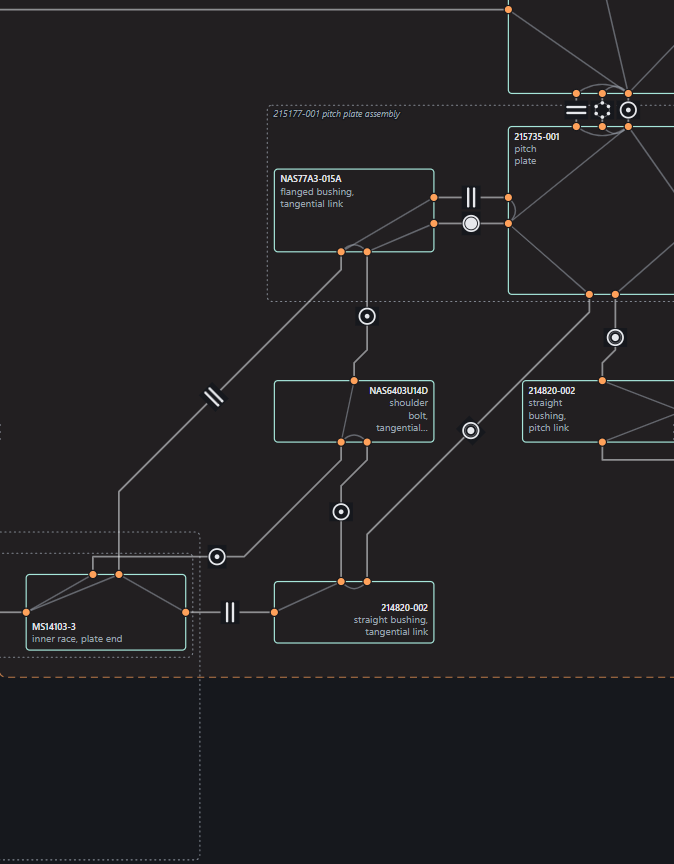 215177-001 pitch plate assembly
215735-001
pitch
plate
NAS77A3-015A
flanged bushing,
tangential link
NAS6403U14D
shoulder
bolt,
tangential...
214820-002
straight
bushing,
pitch link
214820-002
straight bushing,
tangential link
MS14103-3
inner race, plate end